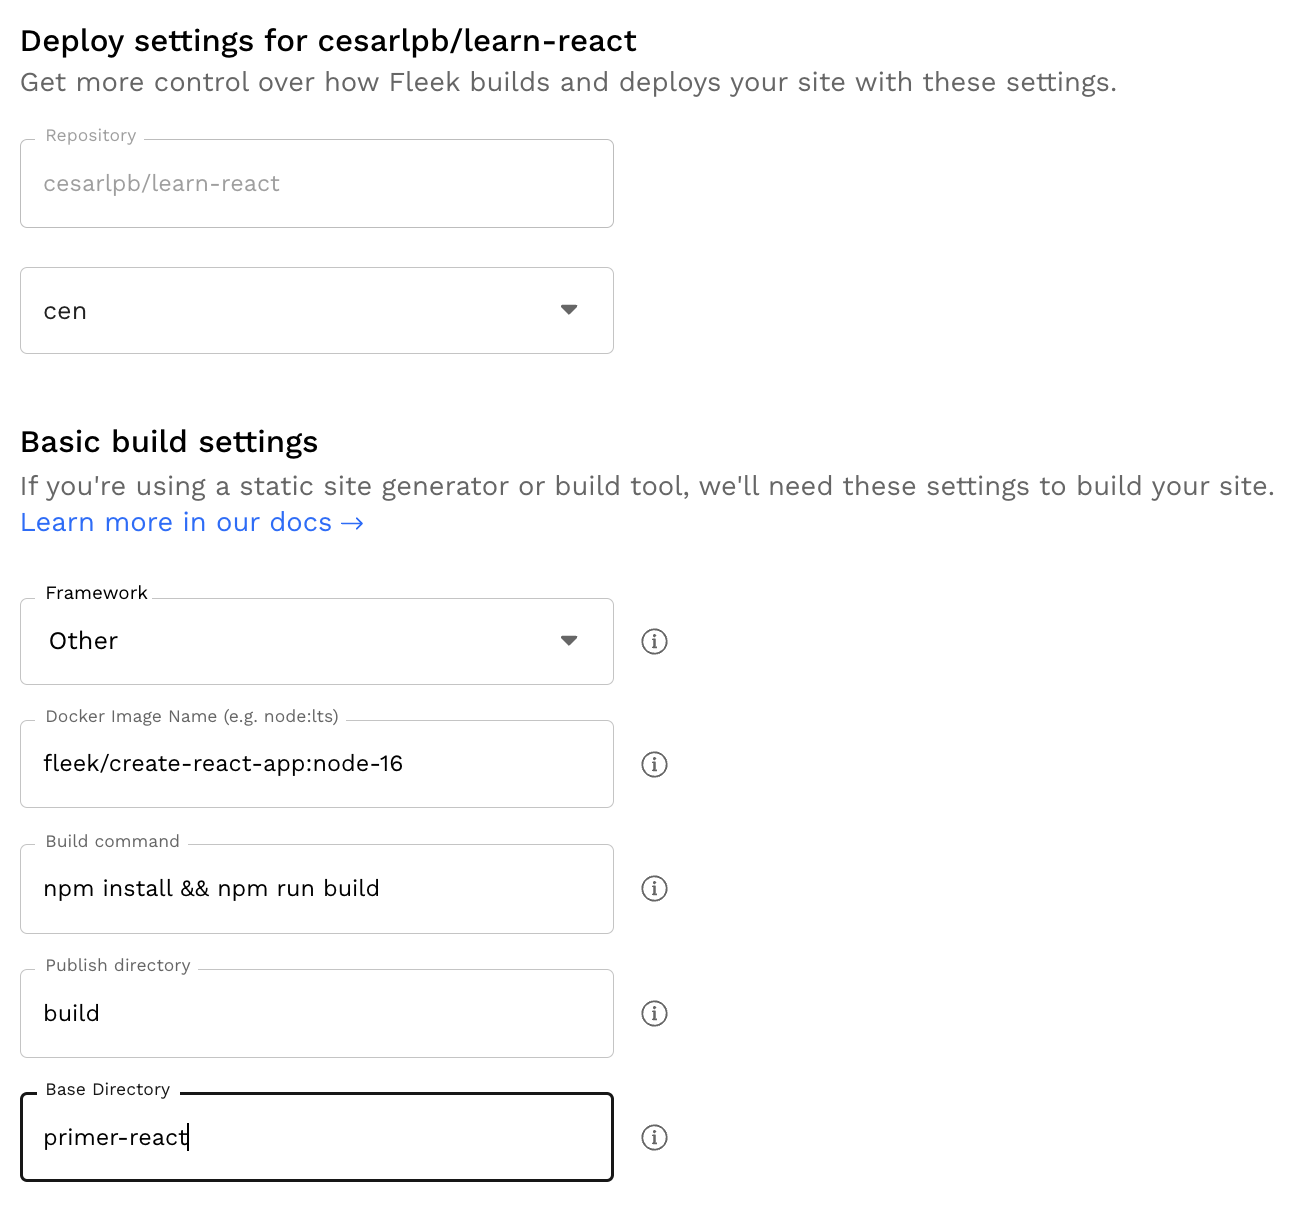 Deploy settings for cesarlpb/learn-react
Get more control over how Fleek builds and deploys your site with these settings.
Repository
cesarlpb/learn-react
cen
Basic build settings
If you're using a static site generator or build tool, we'll need these settings to build your site.
Learn more in our docs →
Framework
Other
Docker Image Name (e.g. node:lts)
fleek/create-react-app:node-16
Build command
npm install && npm run build
Publish directory
build
Base Directory
primer-react